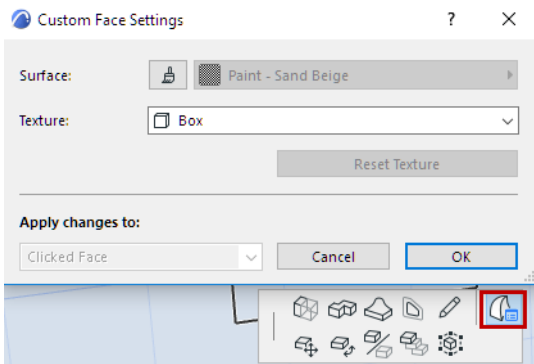 Custom Face Settings ? ×
Surface: Paint - Sand Beige
Texture: Box
Reset Texture
Apply changes to:
Clicked Face Cancel OK